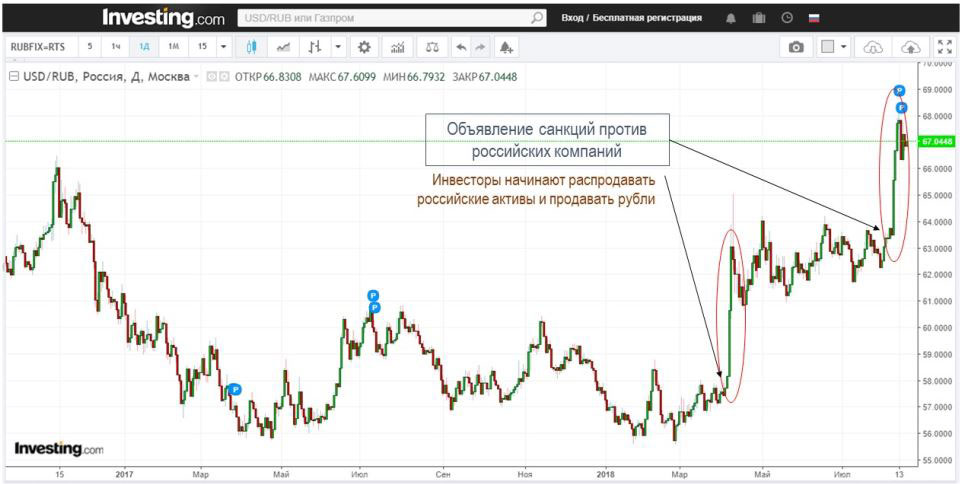 Investing.com
USD/RUB или Газпром
Вход / Бесплатная регистрация
RUBFIX=RTS 5 1ч 1Д 1М 15
USD/RUB, Россия, Д, Москва ОТКР 66.8308 МАКС 67.6099 МИН 66.7932 ЗАКР 67.0448
70.0000
69.0000
68.0000
67.0448
66.0000
65.0000
64.0000
63.0000
62.0000
61.0000
60.0000
59.0000
58.0000
57.0000
56.0000
55.0000
P
P
Объявление санкций против
российских компаний
Инвесторы начинают распродавать
российские активы и продавать рубли
P
P
P
Investing.com
15 2017 Мар Май Июл Сен Ноя 2018 Мар Май Июл 13